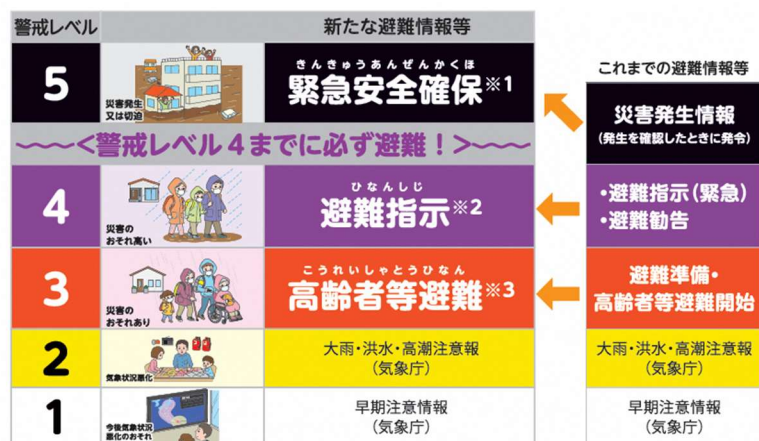 警戒レベル
新たな避難情報等
5
災害発生
又は切迫
きんきゅうあんぜんかくほ
緊急安全確保※1
〜〜〜<警戒レベル4までに必ず避難！>〜〜〜
4
災害の
おそれ高い
ひなんしじ
避難指示※2
3
災害の
おそれあり
こうれいしゃとうひなん
高齢者等避難※3
2
気象状況悪化
大雨・洪水・高潮注意報
(気象庁)
1
今後気象状況
悪化のおそれ
早期注意情報
(気象庁)
これまでの避難情報等
災害発生情報
(発生を確認したときに発令)
・避難指示(緊急)
・避難勧告
避難準備・
高齢者等避難開始
大雨・洪水・高潮注意報
(気象庁)
早期注意情報
(気象庁)